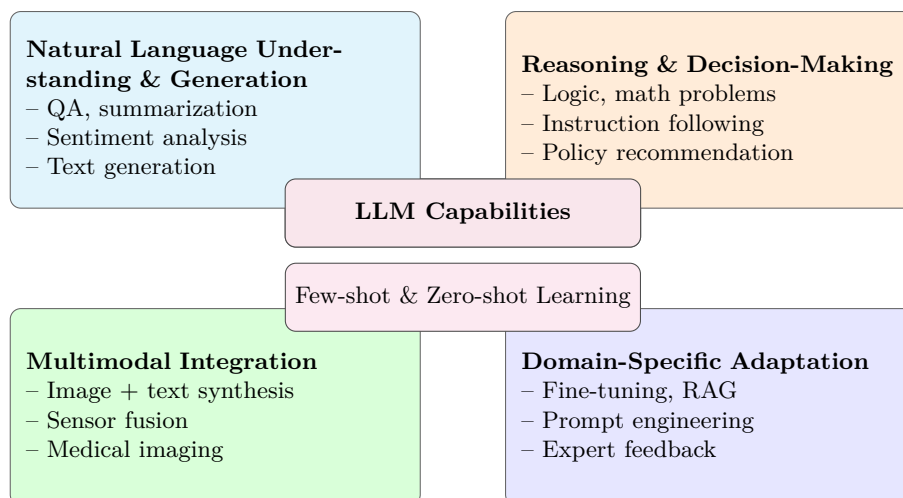 Natural Language Under-
standing & Generation
– QA, summarization
– Sentiment analysis
– Text generation
Reasoning & Decision-Making
– Logic, math problems
– Instruction following
– Policy recommendation
LLM Capabilities
Few-shot & Zero-shot Learning
Multimodal Integration
– Image + text synthesis
– Sensor fusion
– Medical imaging
Domain-Specific Adaptation
– Fine-tuning, RAG
– Prompt engineering
– Expert feedback